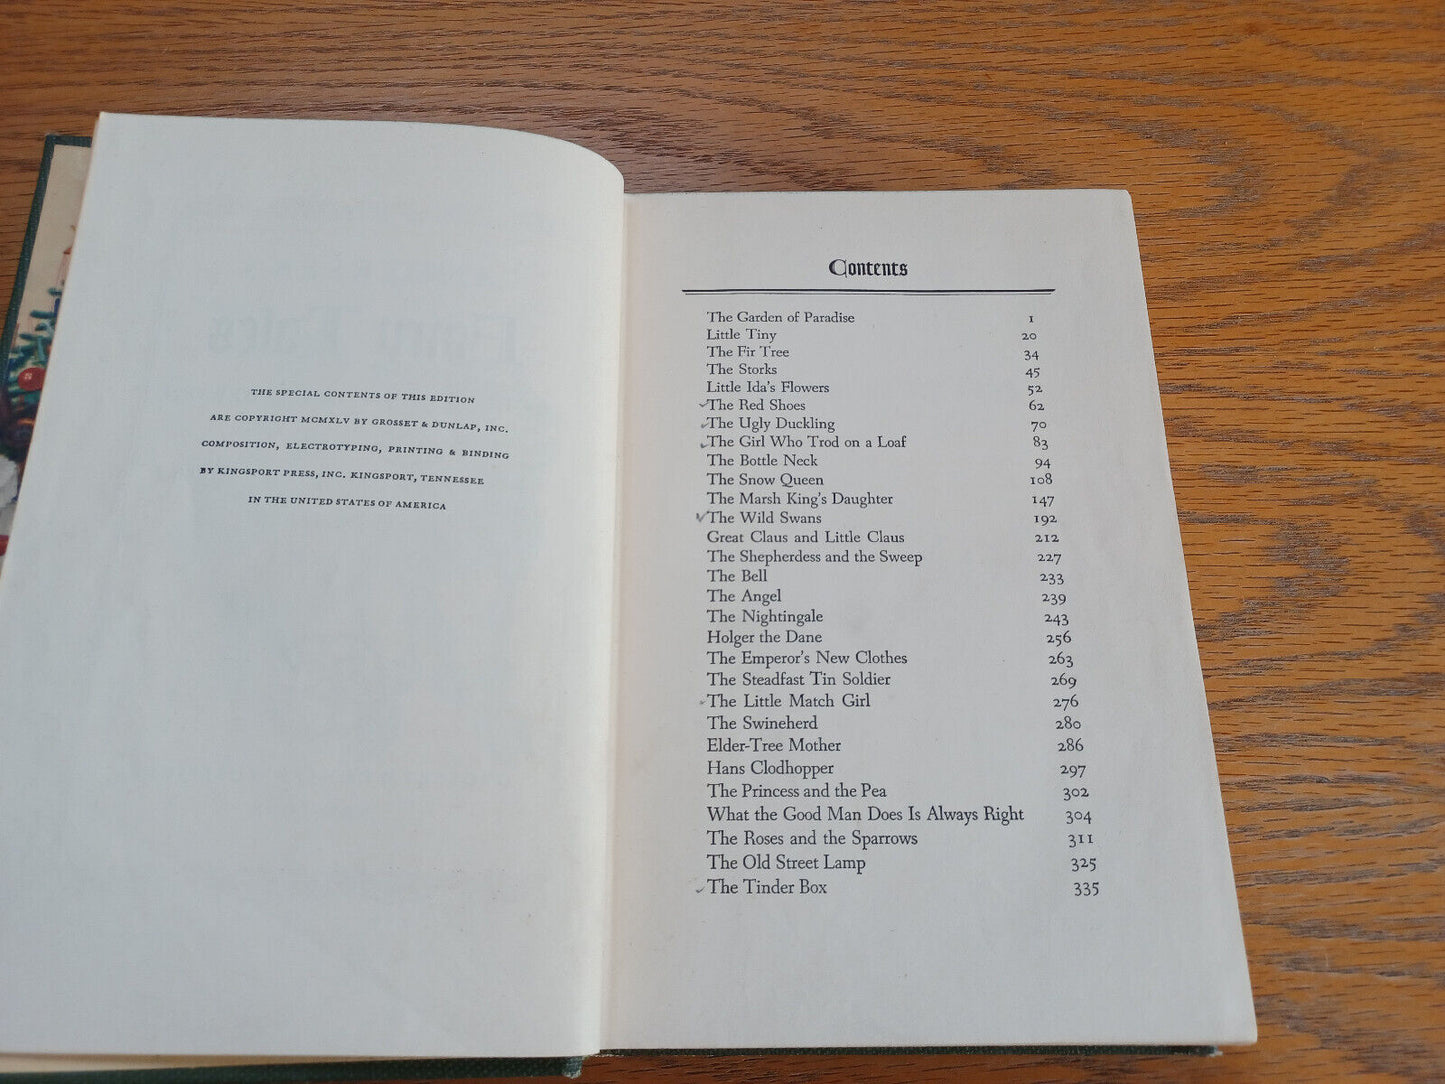 THE SPECIAL CONTENTS OF THIS EDITION
ARE COPYRIGHT MCMXLV BY GROSSET & DUNLAP, INC.
COMPOSITION, ELECTROTYPING, PRINTING & BINDING
BY KINGSPORT PRESS, INC. KINGSPORT, TENNESSEE
IN THE UNITED STATES OF AMERICA
Contents
The Garden of Paradise 1
Little Tiny 20
The Fir Tree 34
The Storks 45
Little Ida's Flowers 52
The Red Shoes 62
The Ugly Duckling 70
The Girl Who Trod on a Loaf 83
The Bottle Neck 94
The Snow Queen 108
The Marsh King's Daughter 147
The Wild Swans 192
Great Claus and Little Claus 212
The Shepherdess and the Sweep 227
The Bell 233
The Angel 239
The Nightingale 243
Holger the Dane 256
The Emperor's New Clothes 263
The Steadfast Tin Soldier 269
The Little Match Girl 276
The Swineherd 280
Elder-Tree Mother 286
Hans Clodhopper 297
The Princess and the Pea 302
What the Good Man Does Is Always Right 304
The Roses and the Sparrows 311
The Old Street Lamp 325
The Tinder Box 335